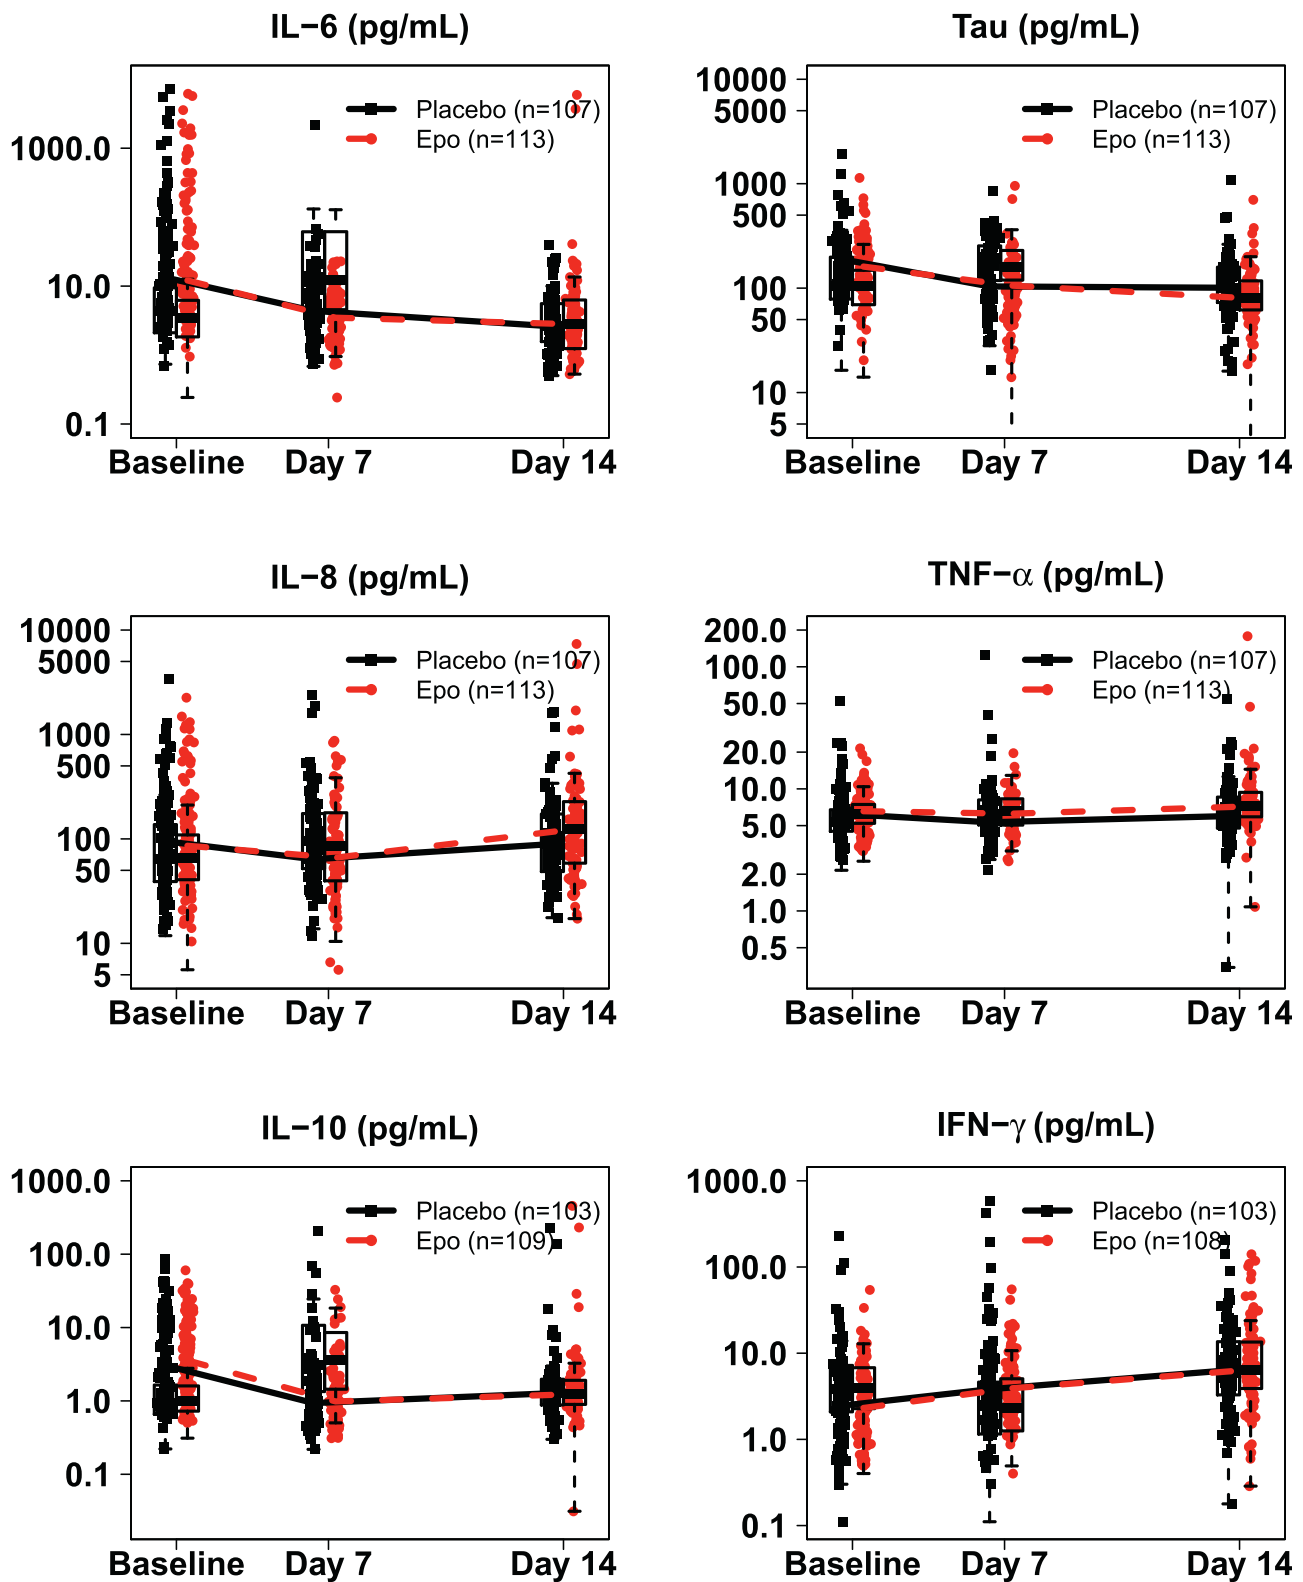 IL−6 (pg/mL)
1000.0
10.0
0.1
Placebo (n=107)
Epo (n=113)
Baseline Day 7 Day 14
Tau (pg/mL)
10000
5000
1000
500
100
50
10
5
Placebo (n=107)
Epo (n=113)
Baseline Day 7 Day 14
IL−8 (pg/mL)
10000
5000
1000
500
100
50
10
5
Placebo (n=107)
Epo (n=113)
Baseline Day 7 Day 14
TNF−α (pg/mL)
200.0
100.0
50.0
20.0
10.0
5.0
2.0
1.0
0.5
Placebo (n=107)
Epo (n=113)
Baseline Day 7 Day 14
IL−10 (pg/mL)
1000.0
100.0
10.0
1.0
0.1
Placebo (n=103)
Epo (n=109)
Baseline Day 7 Day 14
IFN−γ (pg/mL)
1000.0
100.0
10.0
1.0
0.1
Placebo (n=103)
Epo (n=108)
Baseline Day 7 Day 14